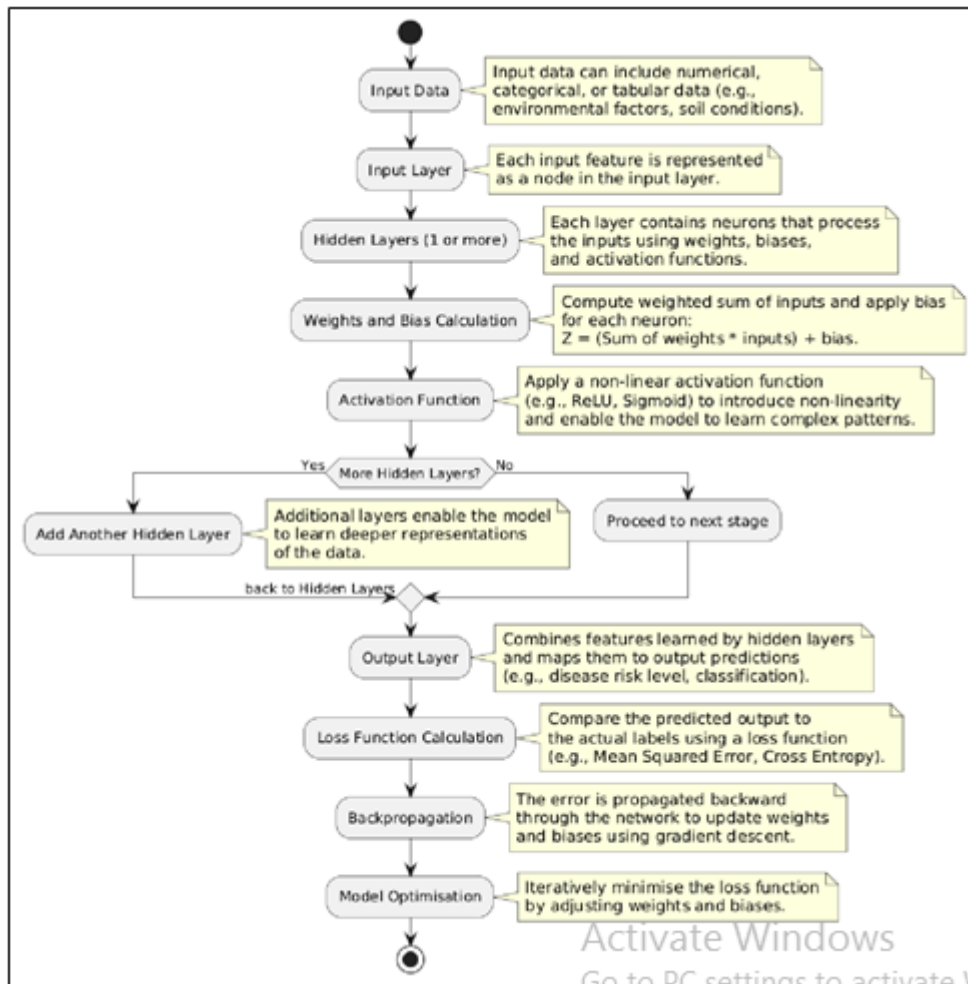 Input Data
Input data can include numerical,
categorical, or tabular data (e.g.,
environmental factors, soil conditions).
Input Layer
Each input feature is represented
as a node in the input layer.
Hidden Layers (1 or more)
Each layer contains neurons that process
the inputs using weights, biases,
and activation functions.
Weights and Bias Calculation
Compute weighted sum of inputs and apply bias
for each neuron:
Z = (Sum of weights * inputs) + bias.
Activation Function
Apply a non-linear activation function
(e.g., ReLU, Sigmoid) to introduce non-linearity
and enable the model to learn complex patterns.
Yes
More Hidden Layers?
No
Add Another Hidden Layer
Additional layers enable the model
to learn deeper representations
of the data.
Proceed to next stage
back to Hidden Layers
Output Layer
Combines features learned by hidden layers
and maps them to output predictions
(e.g., disease risk level, classification).
Loss Function Calculation
Compare the predicted output to
the actual labels using a loss function
(e.g., Mean Squared Error, Cross Entropy).
Backpropagation
The error is propagated backward
through the network to update weights
and biases using gradient descent.
Model Optimisation
Iteratively minimise the loss function
by adjusting weights and biases.
Activate Windows
Go to PC settings to activate W